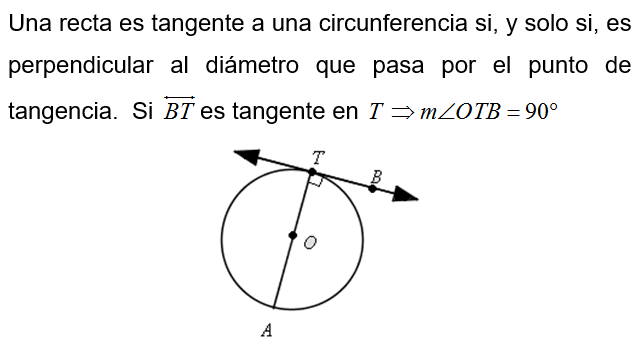 Una recta es tangente a una circunferencia si, y solo si, es
perpendicular al diámetro que pasa por el punto de
tangencia. Si \overleftrightarrow{BT} es tangente en T ⇒ m∠OTB = 90°
T
B
O
A